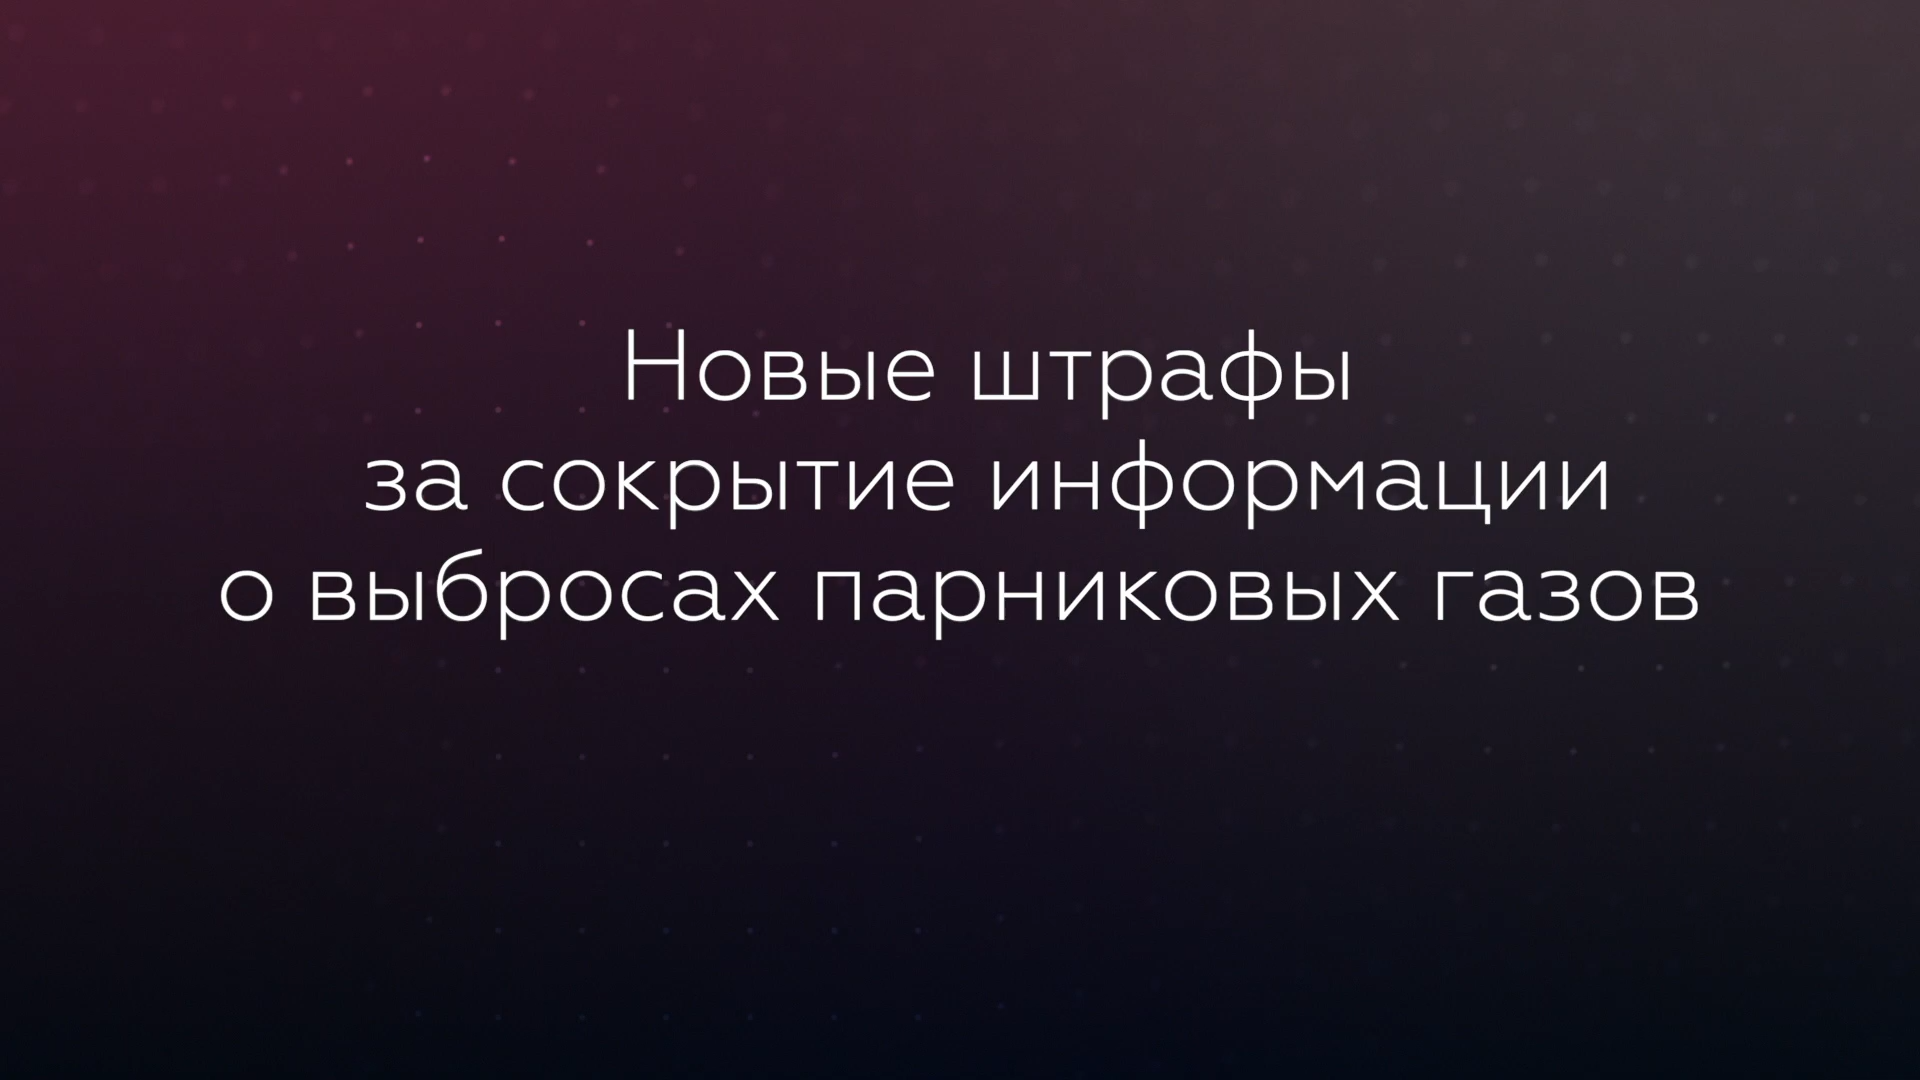 Новые штрафы
за сокрытие информации
о выбросах парниковых газов